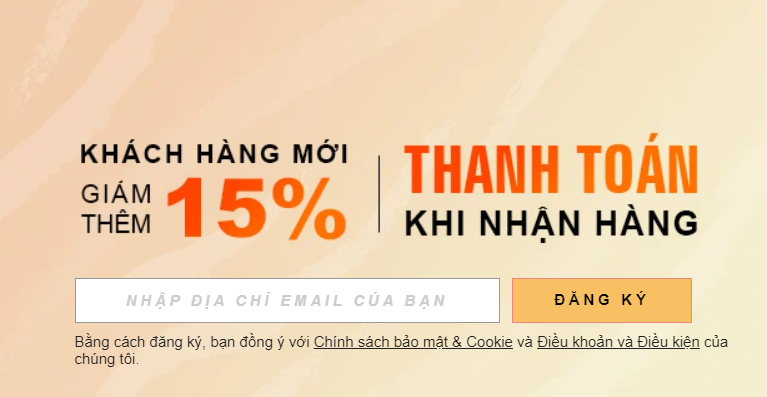 KHÁCH HÀNG MỚI
GIÁM
THÊM 15%
THANH TOÁN
KHI NHẬN HÀNG
NHẬP ĐỊA CHỈ EMAIL CỦA BẠN
ĐĂNG KÝ
Bằng cách đăng ký, bạn đồng ý với Chính sách bảo mật & Cookie và Điều khoản và Điều kiện của
chúng tôi.